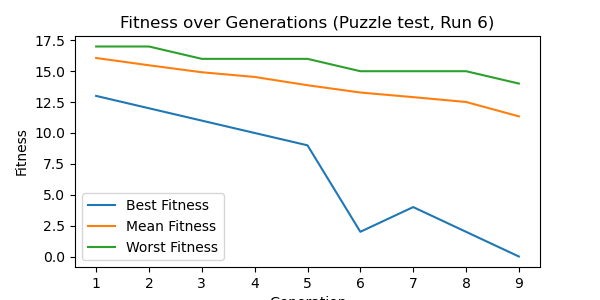 Fitness over Generations (Puzzle test, Run 6)
17.5
15.0
12.5
10.0
7.5
5.0
2.5
0.0
Fitness
Best Fitness
Mean Fitness
Worst Fitness
1 2 3 4 5 6 7 8 9
Generation